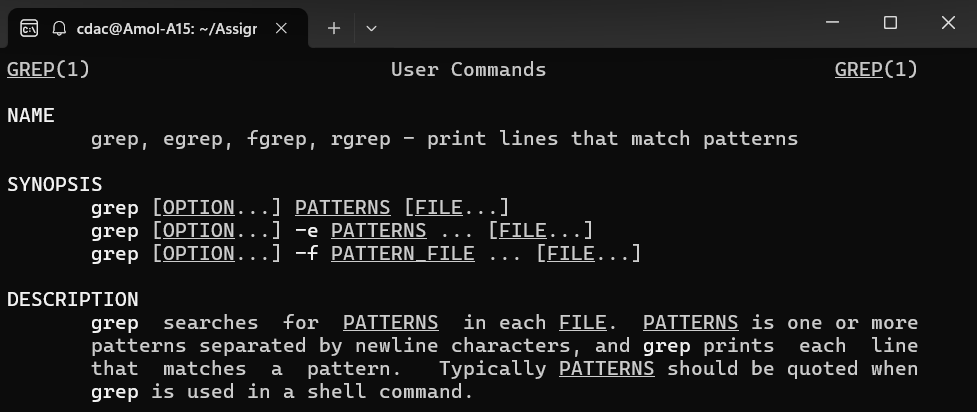 cdac@Amol-A15: ~/Assigr
GREP(1) User Commands GREP(1)
NAME
grep, egrep, fgrep, rgrep - print lines that match patterns
SYNOPSIS
grep [OPTION...] PATTERNS [FILE...]
grep [OPTION...] -e PATTERNS ... [FILE...]
grep [OPTION...] -f PATTERN_FILE ... [FILE...]
DESCRIPTION
grep searches for PATTERNS in each FILE. PATTERNS is one or more
patterns separated by newline characters, and grep prints each line
that matches a pattern. Typically PATTERNS should be quoted when
grep is used in a shell command.